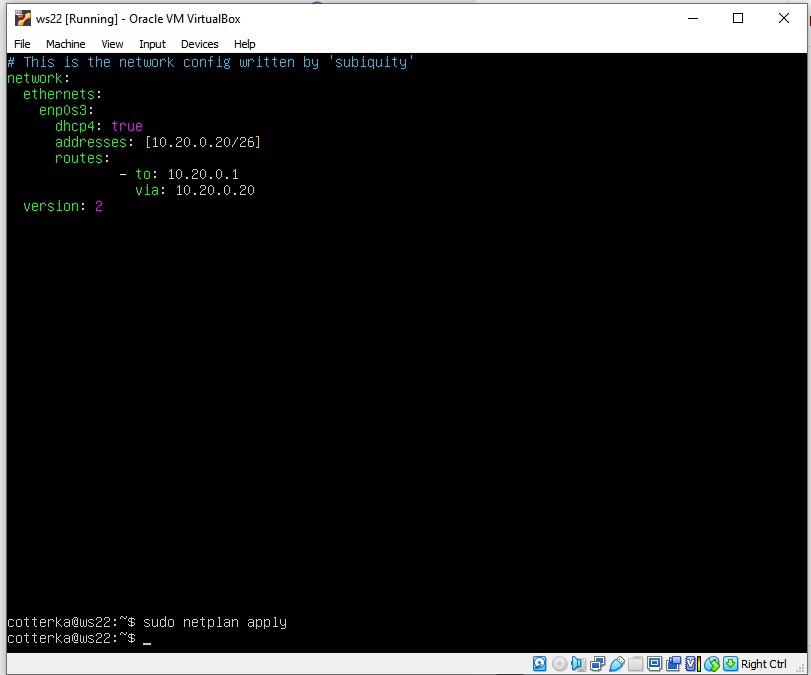 ws22 [Running] - Oracle VM VirtualBox
File Machine View Input Devices Help
# This is the network config written by 'subiquity'
network:
  ethernets:
    enp0s3:
      dhcp4: true
      addresses: [10.20.0.20/26]
      routes:
              - to: 10.20.0.1
                via: 10.20.0.20
  version: 2
cotterka@ws22:~$ sudo netplan apply
cotterka@ws22:~$ _
Right Ctrl